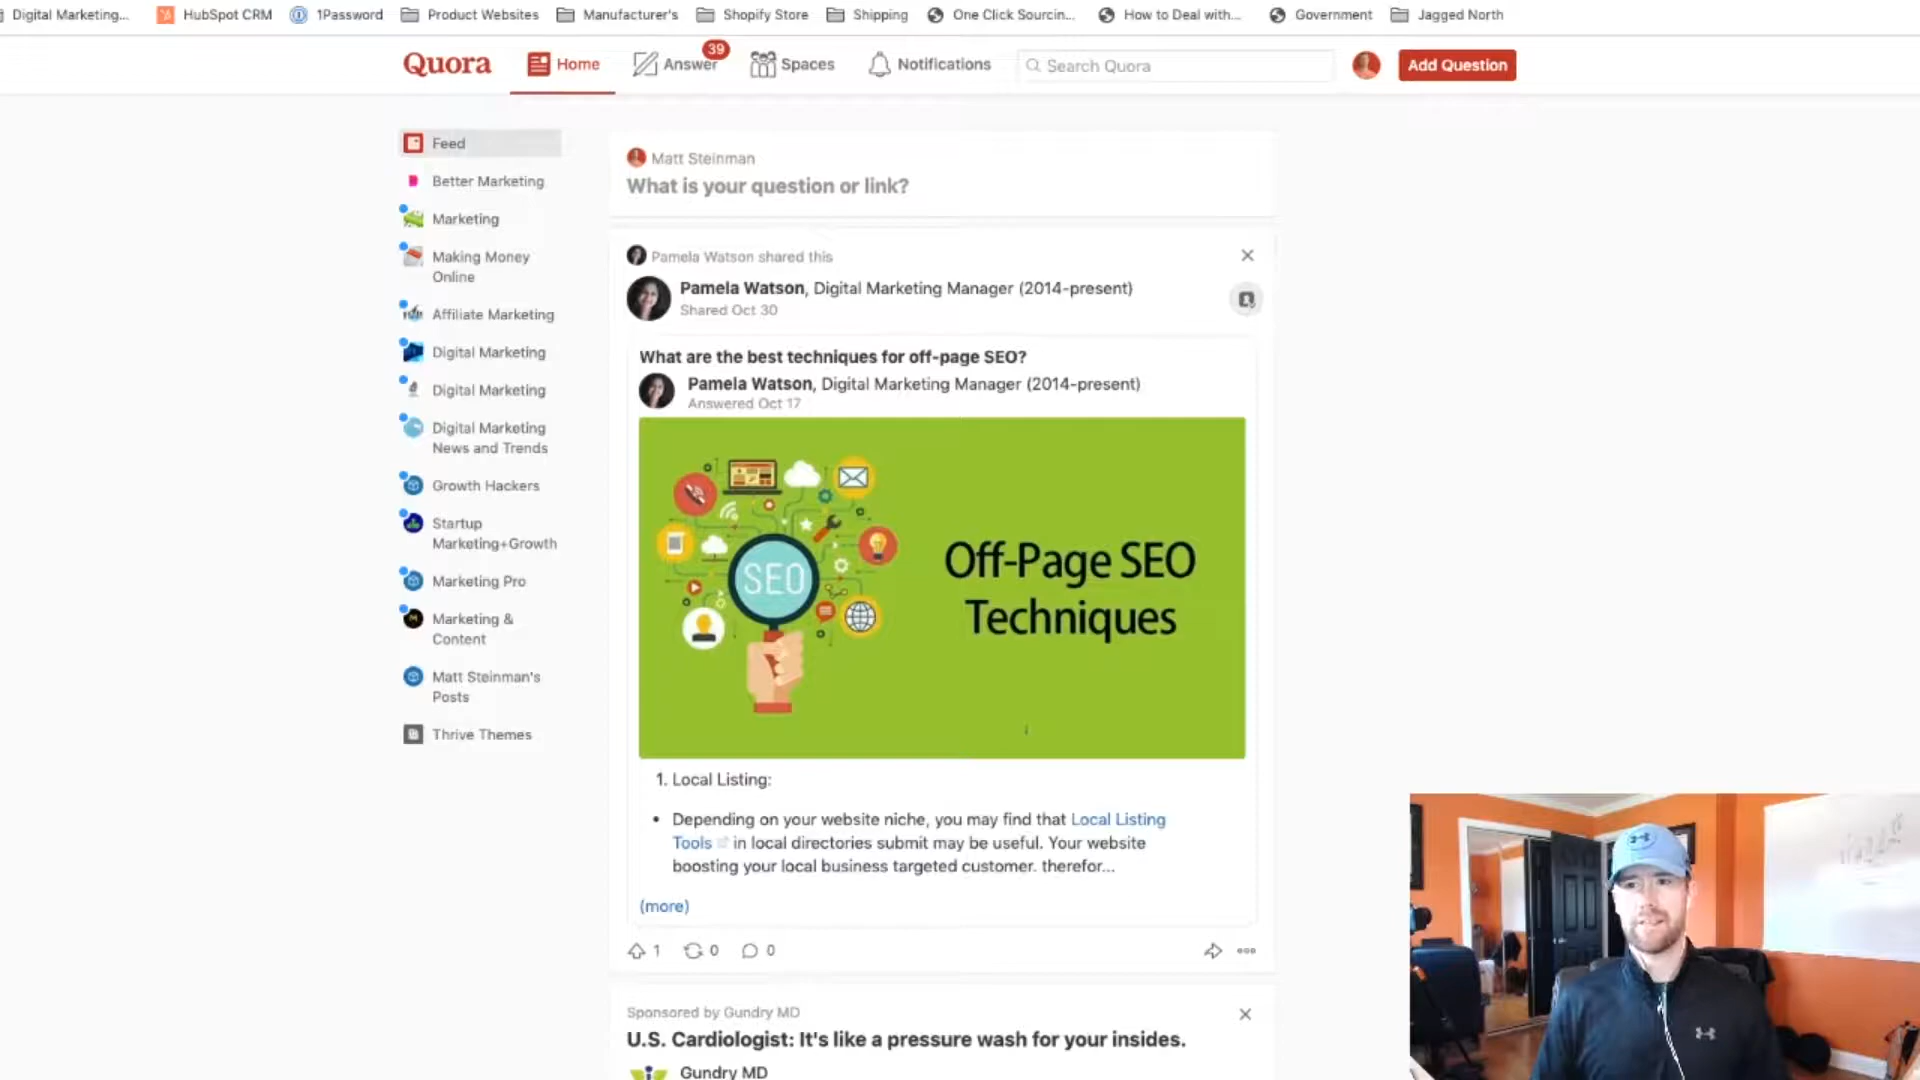 Digital Marketing...
HubSpot CRM
1Password
Product Websites
Manufacturer's
Shopify Store
Shipping
One Click Sourcin...
How to Deal with...
Government
Jagged North
Quora
Home
Answer
39
Spaces
Notifications
Search Quora
Add Question
Feed
Better Marketing
Marketing
Making Money
Online
Affiliate Marketing
Digital Marketing
Digital Marketing
Digital Marketing
News and Trends
Growth Hackers
Startup
Marketing+Growth
Marketing Pro
Marketing &
Content
Matt Steinman's
Posts
Thrive Themes
Matt Steinman
What is your question or link?
Pamela Watson shared this
Pamela Watson, Digital Marketing Manager (2014-present)
Shared Oct 30
What are the best techniques for off-page SEO?
Pamela Watson, Digital Marketing Manager (2014-present)
Answered Oct 17
SEO
Off-Page SEO
Techniques
1. Local Listing:
• Depending on your website niche, you may find that Local Listing
Tools in local directories submit may be useful. Your website
boosting your local business targeted customer. therefor...
(more)
1
0
0
Sponsored by Gundry MD
U.S. Cardiologist: It's like a pressure wash for your insides.
Gundry MD